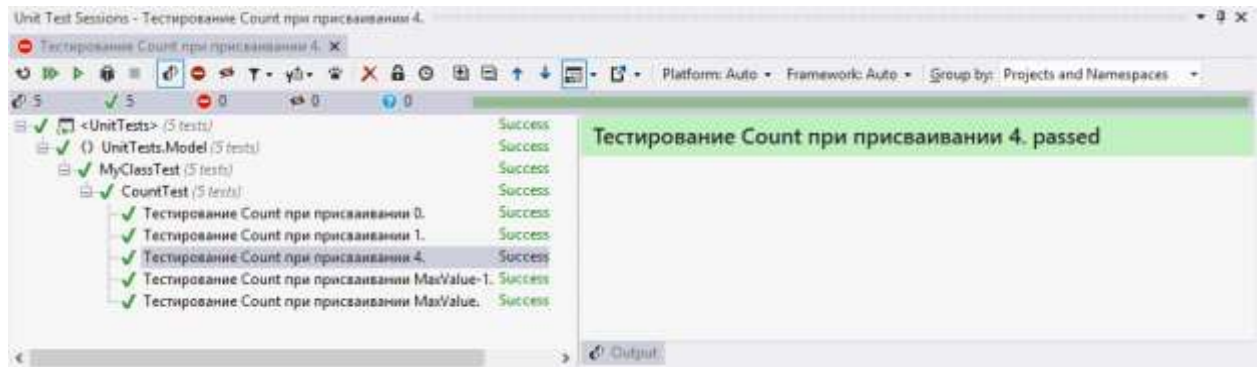 Unit Test Sessions - Тестирование Count при присваивании 4.
Тестирование Count при присваивании 4.
Platform: Auto Framework: Auto Group by: Projects and Namespaces
5 5 0 0 0
<UnitTests> (5 tests) Success
UnitTests.Model (5 tests) Success
MyClassTest (5 tests) Success
CountTest (5 tests) Success
Тестирование Count при присваивании 0. Success
Тестирование Count при присваивании 1. Success
Тестирование Count при присваивании 4. Success
Тестирование Count при присваивании MaxValue-1. Success
Тестирование Count при присваивании MaxValue. Success
Тестирование Count при присваивании 4. passed
Output